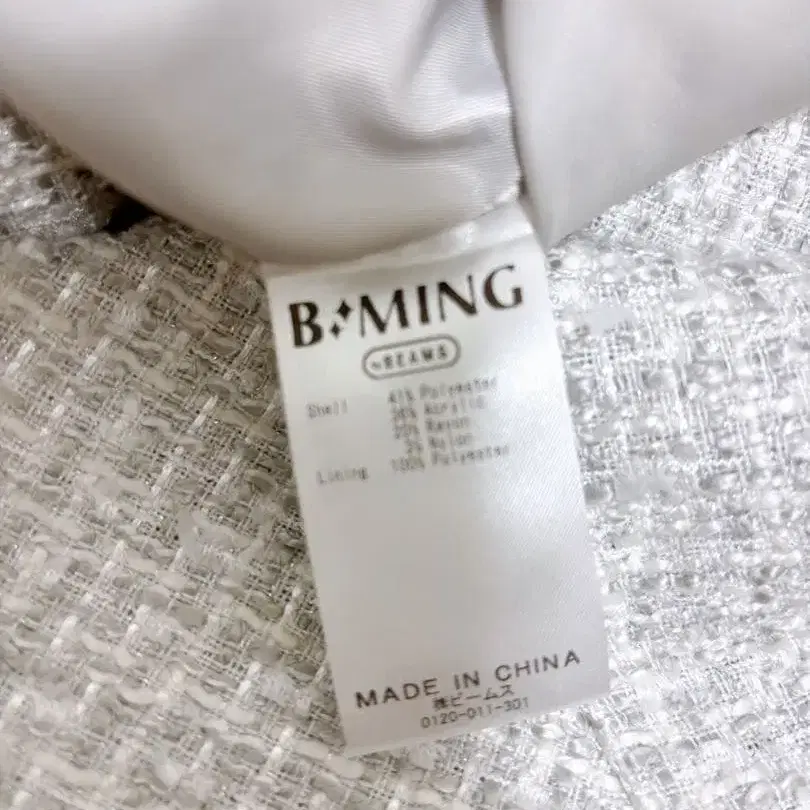 B MING
by BEAMS
Shell 41% Polyester
36% Acrylic
20% Rayon
3% Nylon
Lining 100% Polyester
MADE IN CHINA
㈱ビームス
0120-011-301